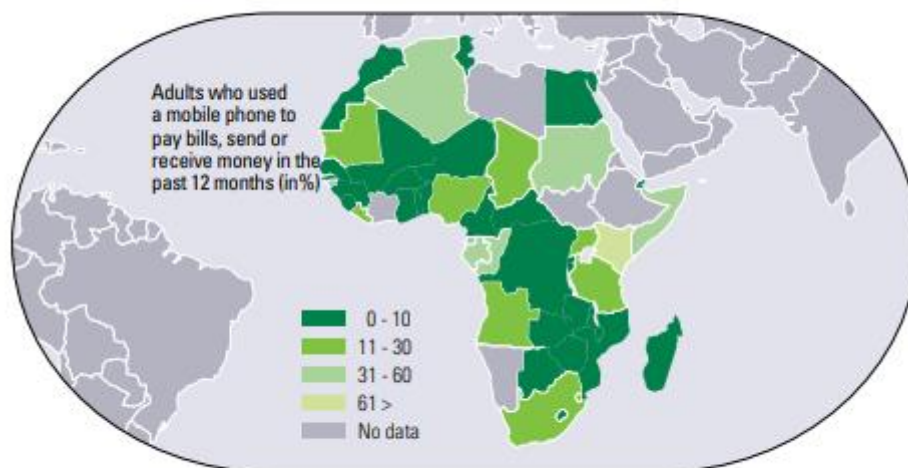 Adults who used
a mobile phone to
pay bills, send or
receive money in the
past 12 months (in%)
0 - 10
11 - 30
31 - 60
61 >
No data